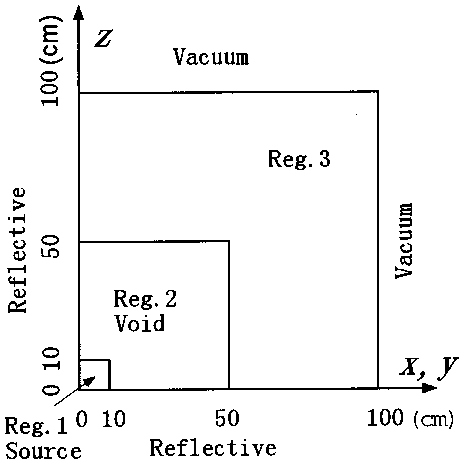 Z
100 (cm)
Vacuum
Reg. 3
Reflective
50
Vacuum
Reg. 2
Void
10
0
X, y
Reg. 1
Source
0 10 50 100 (cm)
Reflective